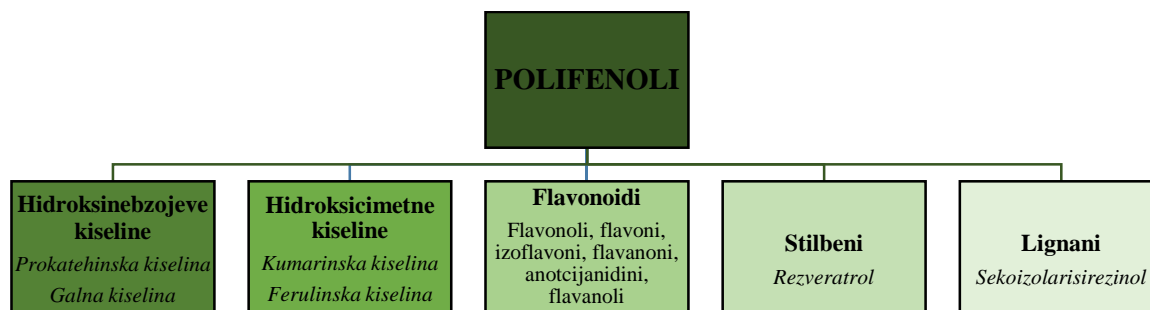 POLIFENOLI
Hidroksinebzojeve
kiseline
Prokatehinska kiselina
Galna kiselina
Hidroksicimetne
kiseline
Kumarinska kiselina
Ferulinska kiselina
Flavonoidi
Flavonoli, flavoni,
izoflavoni, flavanoni,
anotcijanidini,
flavanoli
Stilbeni
Rezveratrol
Lignani
Sekoizolarisirezinol